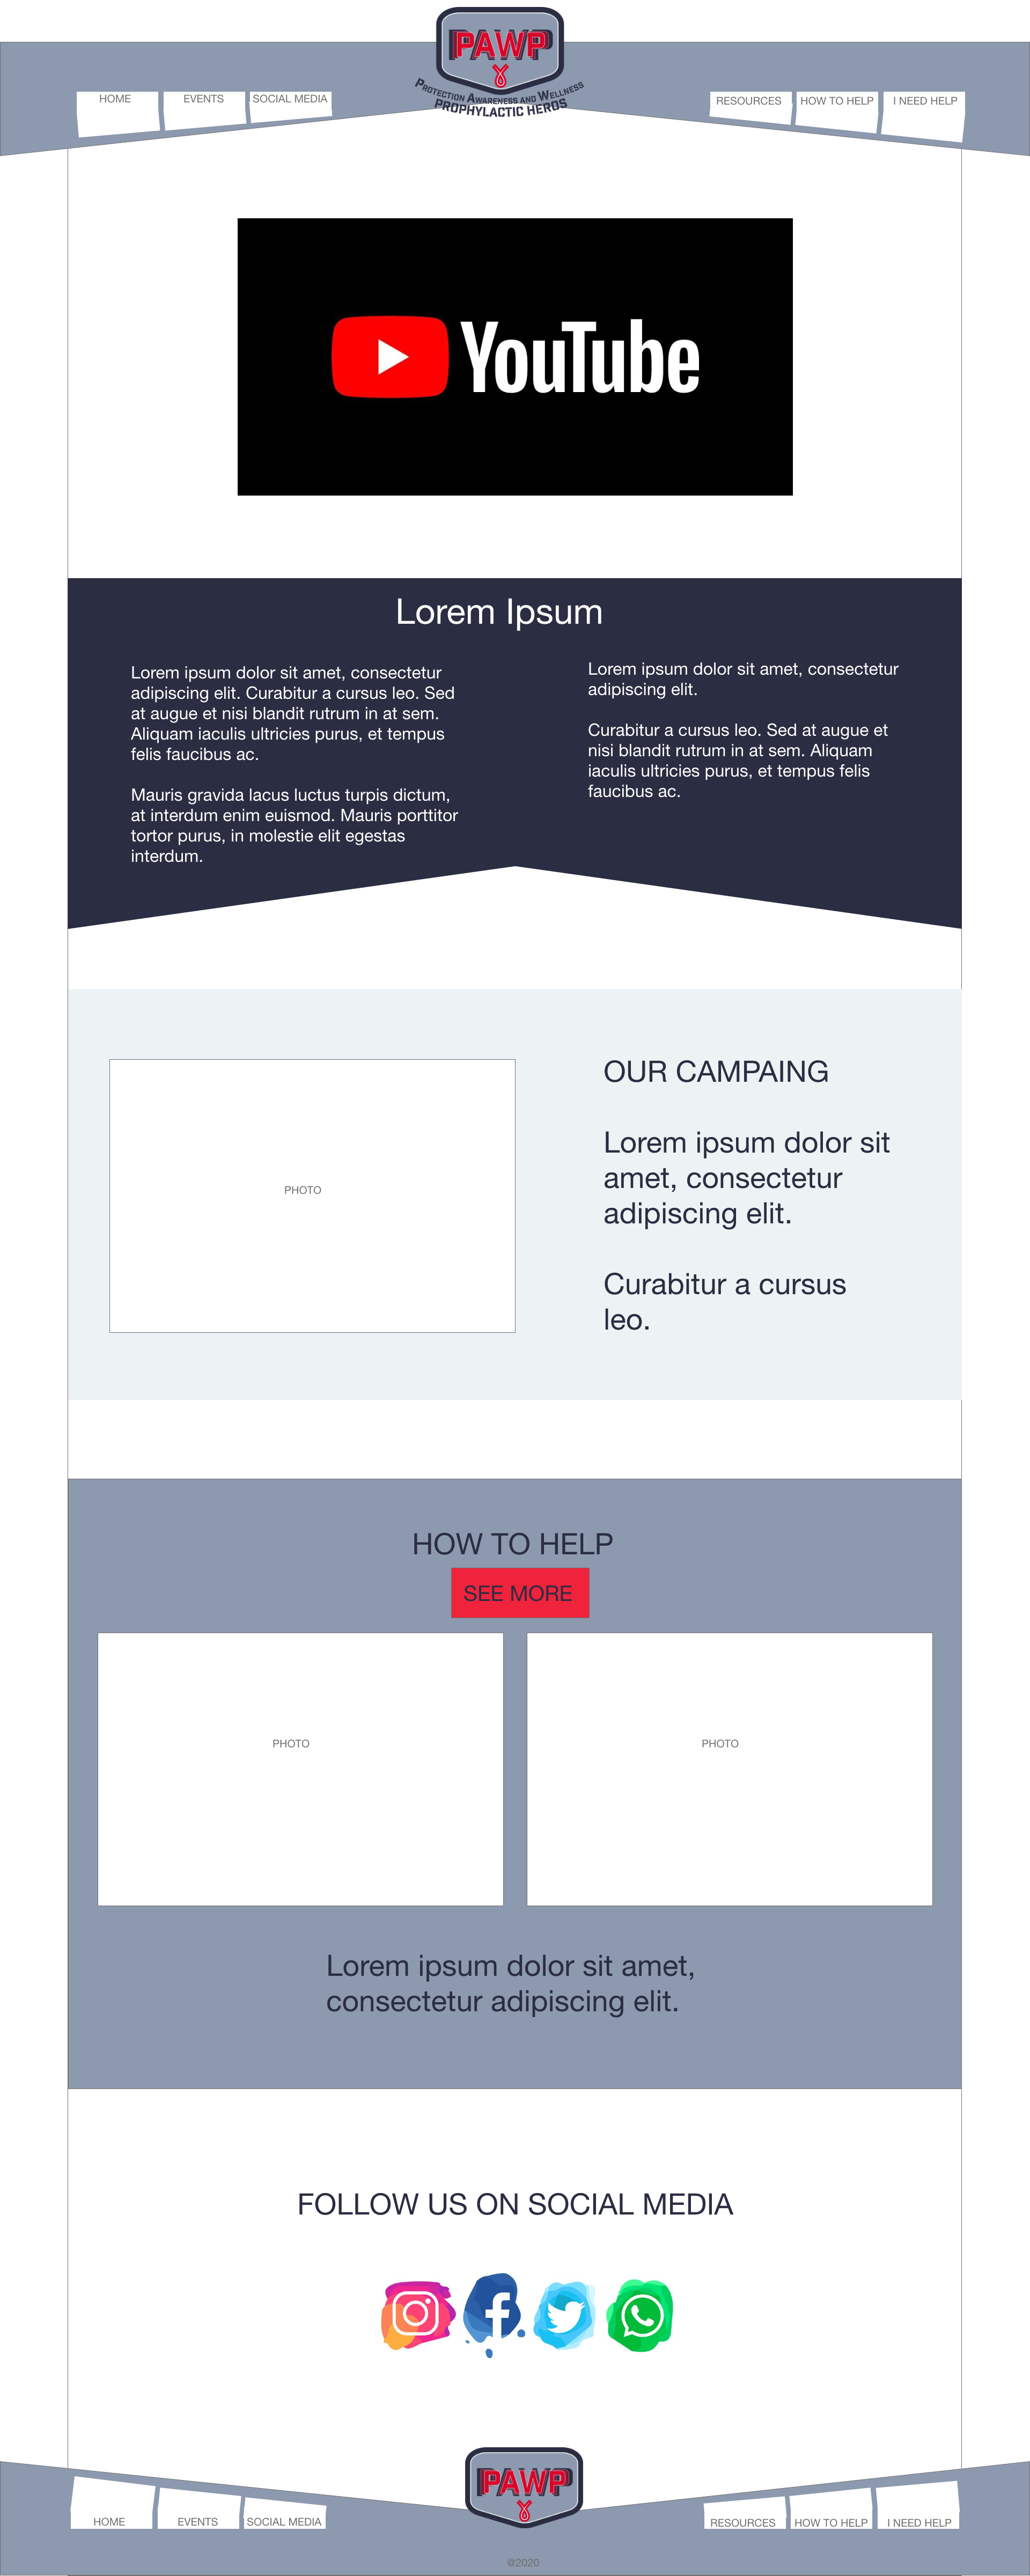 PAWP
PROTECTION AWARENESS AND WELLNESS
PROPHYLACTIC HEROS
HOME
EVENTS
SOCIAL MEDIA
RESOURCES
HOW TO HELP
I NEED HELP
YouTube
Lorem Ipsum
Lorem ipsum dolor sit amet, consectetur
adipiscing elit. Curabitur a cursus leo. Sed
at augue et nisi blandit rutrum in at sem.
Aliquam iaculis ultricies purus, et tempus
felis faucibus ac.
Mauris gravida lacus luctus turpis dictum,
at interdum enim euismod. Mauris porttitor
tortor purus, in molestie elit egestas
interdum.
Lorem ipsum dolor sit amet, consectetur
adipiscing elit.
Curabitur a cursus leo. Sed at augue et
nisi blandit rutrum in at sem. Aliquam
iaculis ultricies purus, et tempus felis
faucibus ac.
PHOTO
OUR CAMPAING
Lorem ipsum dolor sit
amet, consectetur
adipiscing elit.
Curabitur a cursus
leo.
HOW TO HELP
SEE MORE
PHOTO
PHOTO
Lorem ipsum dolor sit amet,
consectetur adipiscing elit.
FOLLOW US ON SOCIAL MEDIA
PAWP
HOME
EVENTS
SOCIAL MEDIA
RESOURCES
HOW TO HELP
I NEED HELP
@2020